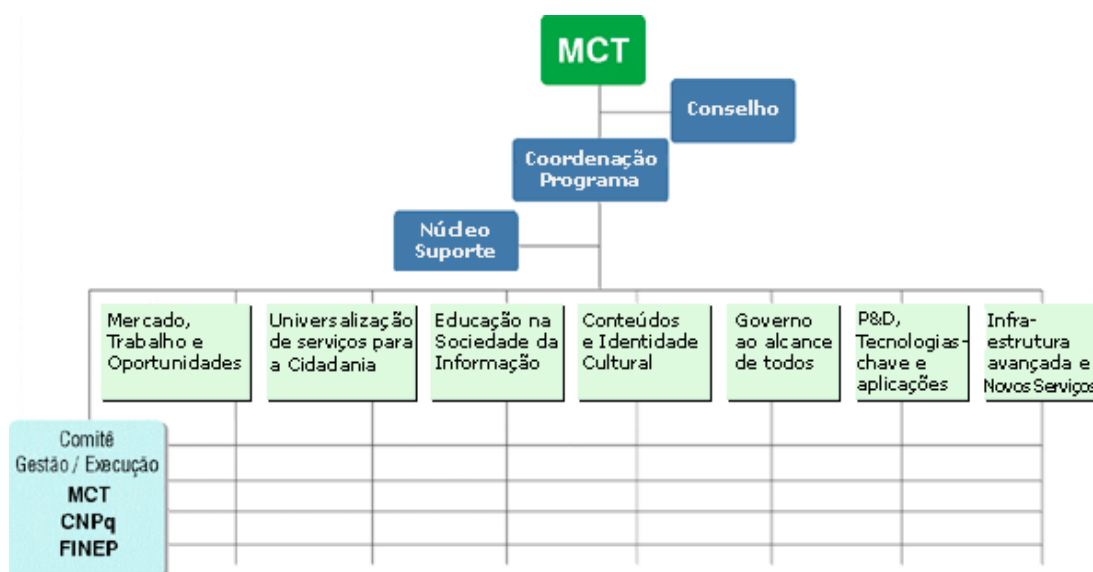 MCT
Conselho
Coordenação
Programa
Núcleo
Suporte
Mercado,
Trabalho e
Oportunidades
Universalização
de serviços para
a Cidadania
Educação na
Sociedade da
Informação
Conteúdos
e Identidade
Cultural
Governo
ao alcance
de todos
P&D,
Tecnologias-
chave e
aplicações
Infra-
estrutura
avançada e
Novos Serviços
Comitê
Gestão / Execução
MCT
CNPq
FINEP